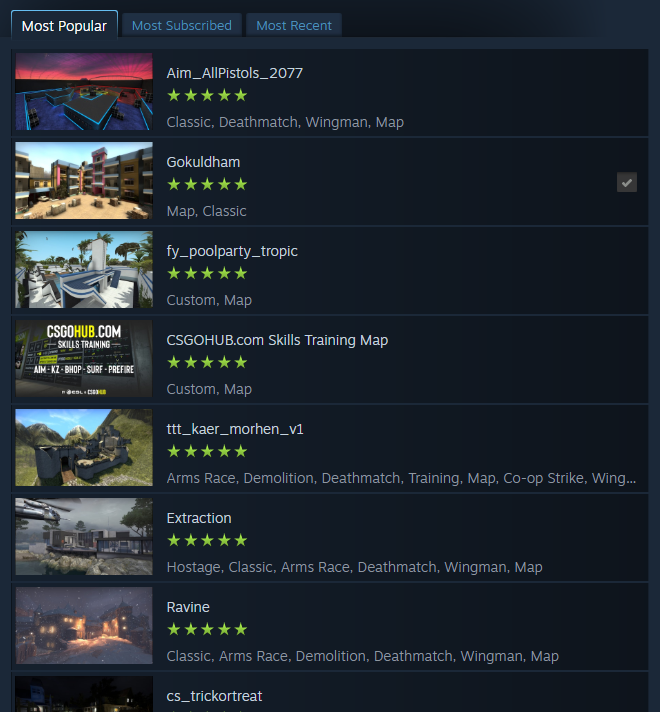 Most Popular
Most Subscribed
Most Recent
Aim_AllPistols_2077
Classic, Deathmatch, Wingman, Map
Gokuldham
Map, Classic
fy_poolparty_tropic
Custom, Map
CSGOHUB.COM
SKILLS TRAINING
AIM - KZ - BHOP - SURF - PREFIRE
CSGOHUB
CSGOHUB.com Skills Training Map
Custom, Map
ttt_kaer_morhen_v1
Arms Race, Demolition, Deathmatch, Training, Map, Co-op Strike, Wing...
Extraction
Hostage, Classic, Arms Race, Deathmatch, Wingman, Map
Ravine
Classic, Arms Race, Demolition, Deathmatch, Wingman, Map
cs_trickortreat